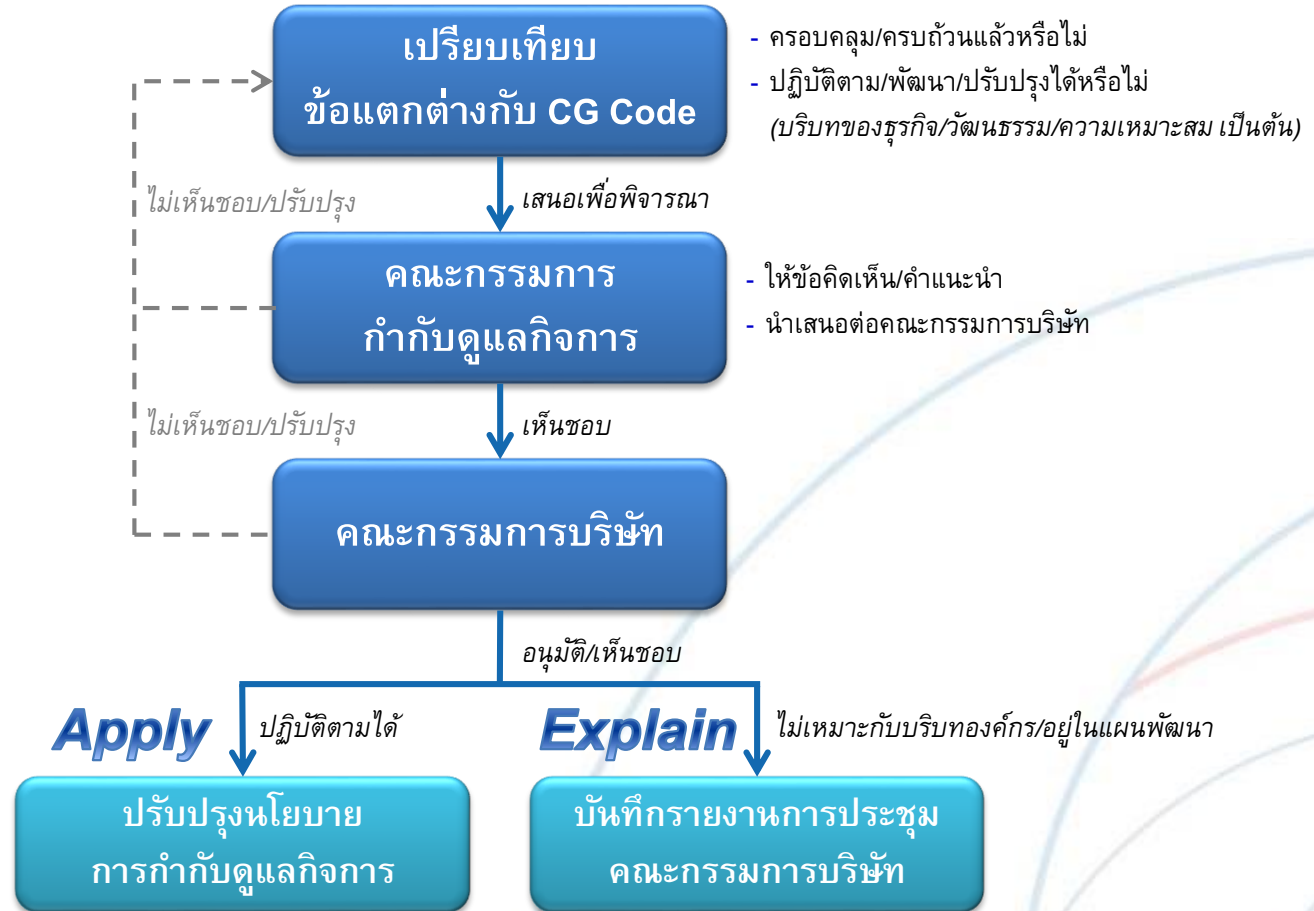 เปรียบเทียบ
ข้อแตกต่างกับ CG Code
- ครอบคลุม/ครบถ้วนแล้วหรือไม่
- ปฏิบัติตาม/พัฒนา/ปรับปรุงได้หรือไม่
(บริบทของธุรกิจ/วัฒนธรรม/ความเหมาะสม เป็นต้น)
ไม่เห็นชอบ/ปรับปรุง
เสนอเพื่อพิจารณา
คณะกรรมการ
กำกับดูแลกิจการ
- ให้ข้อคิดเห็น/คำแนะนำ
- นำเสนอต่อคณะกรรมการบริษัท
ไม่เห็นชอบ/ปรับปรุง
เห็นชอบ
คณะกรรมการบริษัท
อนุมัติ/เห็นชอบ
Apply
ปฏิบัติตามได้
Explain
ไม่เหมาะกับบริบทองค์กร/อยู่ในแผนพัฒนา
ปรับปรุงนโยบาย
การกำกับดูแลกิจการ
บันทึกรายงานการประชุม
คณะกรรมการบริษัท